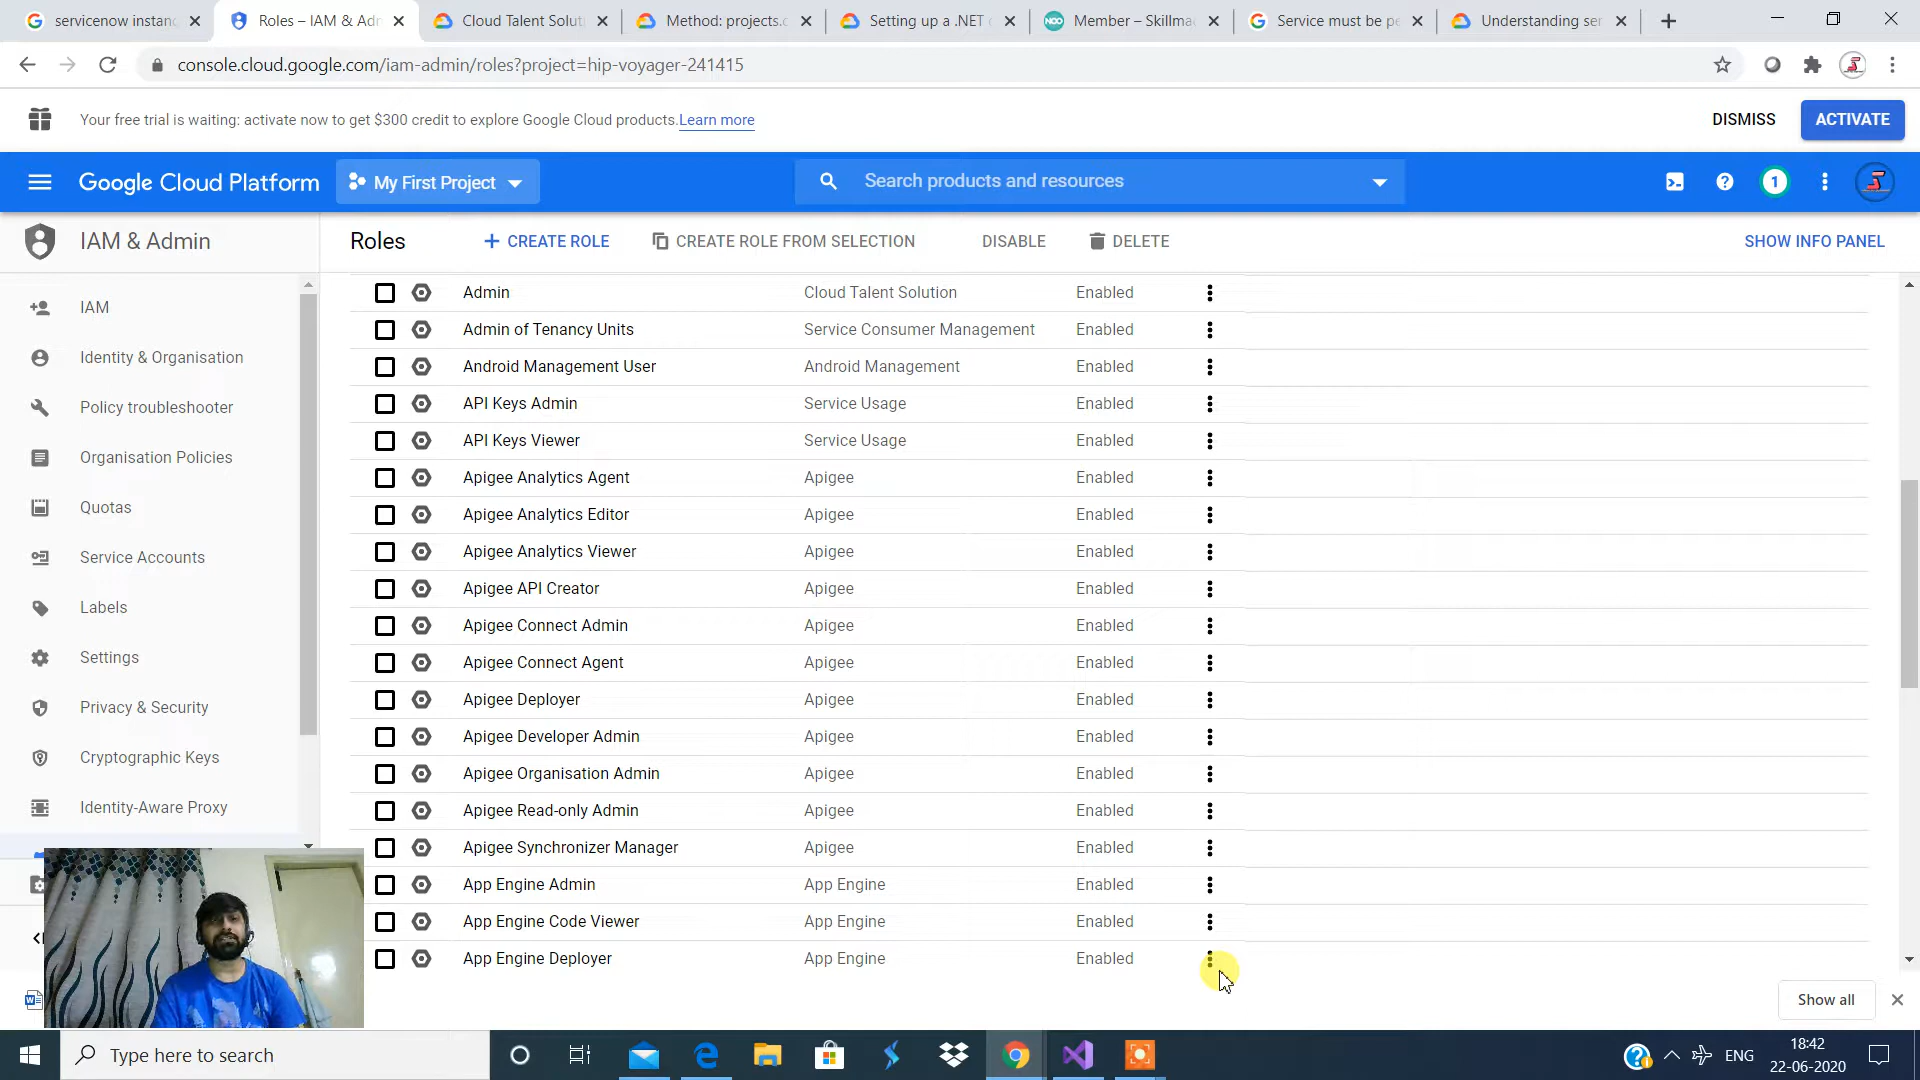 servicenow instanc
Roles – IAM & Adm
Cloud Talent Soluti
Method: projects.c
Setting up a .NET
Member – Skillma
Service must be pe
Understanding ser
console.cloud.google.com/iam-admin/roles?project=hip-voyager-241415
Your free trial is waiting: activate now to get $300 credit to explore Google Cloud products. Learn more
DISMISS
ACTIVATE
Google Cloud Platform
My First Project
Search products and resources
1
IAM & Admin
Roles
CREATE ROLE
CREATE ROLE FROM SELECTION
DISABLE
DELETE
SHOW INFO PANEL
IAM
Identity & Organisation
Policy troubleshooter
Organisation Policies
Quotas
Service Accounts
Labels
Settings
Privacy & Security
Cryptographic Keys
Identity-Aware Proxy
Admin Cloud Talent Solution Enabled
Admin of Tenancy Units Service Consumer Management Enabled
Android Management User Android Management Enabled
API Keys Admin Service Usage Enabled
API Keys Viewer Service Usage Enabled
Apigee Analytics Agent Apigee Enabled
Apigee Analytics Editor Apigee Enabled
Apigee Analytics Viewer Apigee Enabled
Apigee API Creator Apigee Enabled
Apigee Connect Admin Apigee Enabled
Apigee Connect Agent Apigee Enabled
Apigee Deployer Apigee Enabled
Apigee Developer Admin Apigee Enabled
Apigee Organisation Admin Apigee Enabled
Apigee Read-only Admin Apigee Enabled
Apigee Synchronizer Manager Apigee Enabled
App Engine Admin App Engine Enabled
App Engine Code Viewer App Engine Enabled
App Engine Deployer App Engine Enabled
Show all
Type here to search
ENG
18:42
22-06-2020